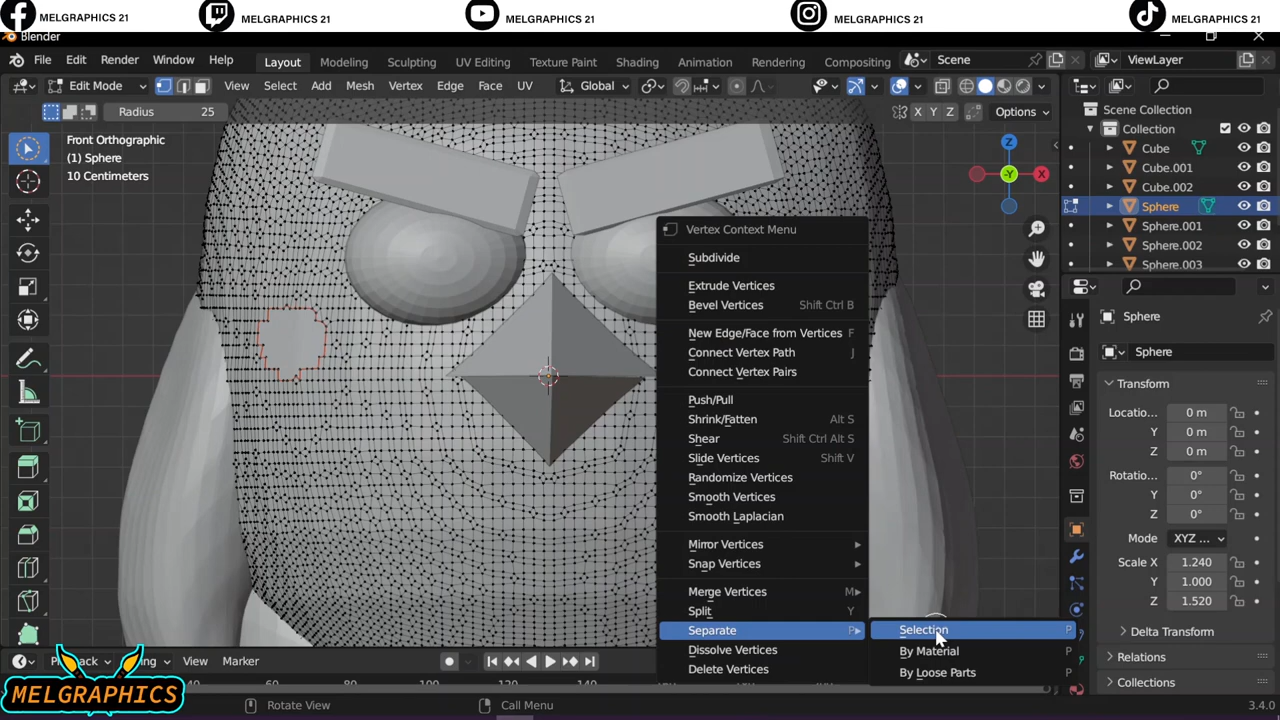 MELGRAPHICS 21 MELGRAPHICS 21 MELGRAPHICS 21 MELGRAPHICS 21 MELGRAPHICS 21
Blender
File Edit Render Window Help Layout Modeling Sculpting UV Editing Texture Paint Shading Animation Rendering Compositing Scene ViewLayer
Edit Mode View Select Add Mesh Vertex Edge Face UV Global
Radius 25 X Y Z Options
Scene Collection
Collection
Cube
Cube.001
Cube.002
Sphere
Sphere.001
Sphere.002
Sphere.003
Front Orthographic
(1) Sphere
10 Centimeters
Z
-Y X
Vertex Context Menu
Subdivide
Extrude Vertices
Bevel Vertices Shift Ctrl B
New Edge/Face from Vertices F
Connect Vertex Path J
Connect Vertex Pairs
Push/Pull
Shrink/Fatten Alt S
Shear Shift Ctrl Alt S
Slide Vertices Shift V
Randomize Vertices
Smooth Vertices
Smooth Laplacian
Mirror Vertices
Snap Vertices
Merge Vertices M
Split Y
Separate P
Dissolve Vertices
Delete Vertices
Selection P
By Material P
By Loose Parts P
Sphere
Sphere
Transform
Locatio... 0 m
Y 0 m
Z 0 m
Rotatio... 0°
Y 0°
Z 0°
Mode XYZ ...
Scale X 1.240
Y 1.000
Z 1.520
Delta Transform
Relations
Collections
View Marker
MELGRAPHICS
Rotate View Call Menu 3.4.0